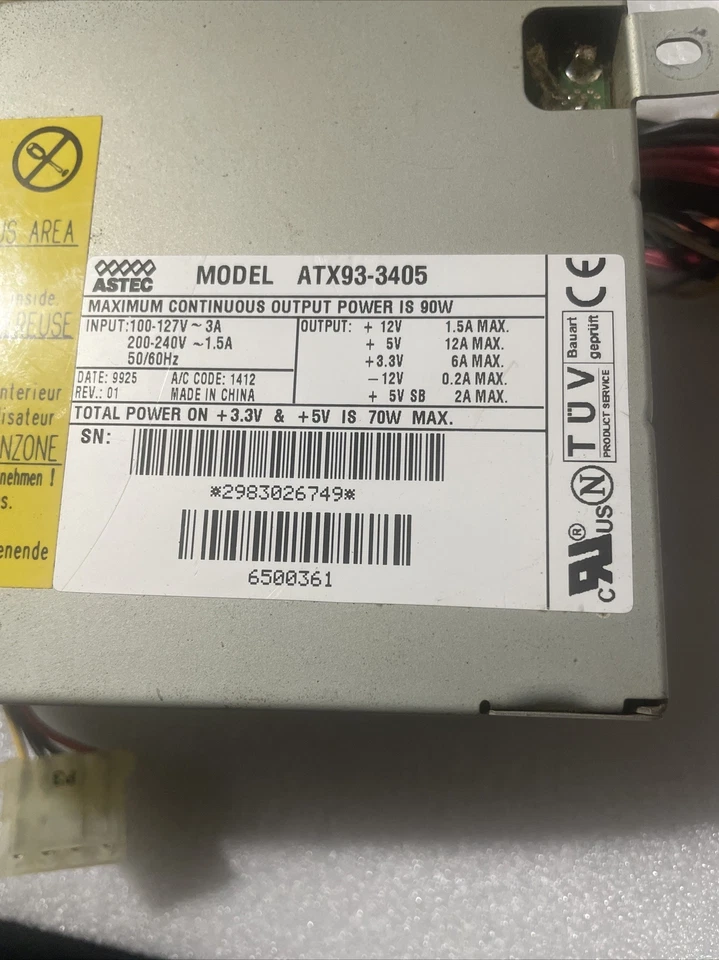 US AREA
inside.
REUSE
nterieur
lisateur
NZONE
nehmen !
s.
enende
ASTEC MODEL ATX93-3405
MAXIMUM CONTINUOUS OUTPUT POWER IS 90W
INPUT:100-127V ~ 3A
200-240V ~1.5A
50/60Hz
DATE: 9925 A/C CODE: 1412
REV.: 01 MADE IN CHINA
OUTPUT: + 12V 1.5A MAX.
+ 5V 12A MAX.
+3.3V 6A MAX.
-12V 0.2A MAX.
+ 5V SB 2A MAX.
TOTAL POWER ON +3.3V & +5V IS 70W MAX.
SN:
*2983026749*
6500361
CE
Bauart
geprüft
TÜV
PRODUCT SERVICE
N
c UR® US
P3